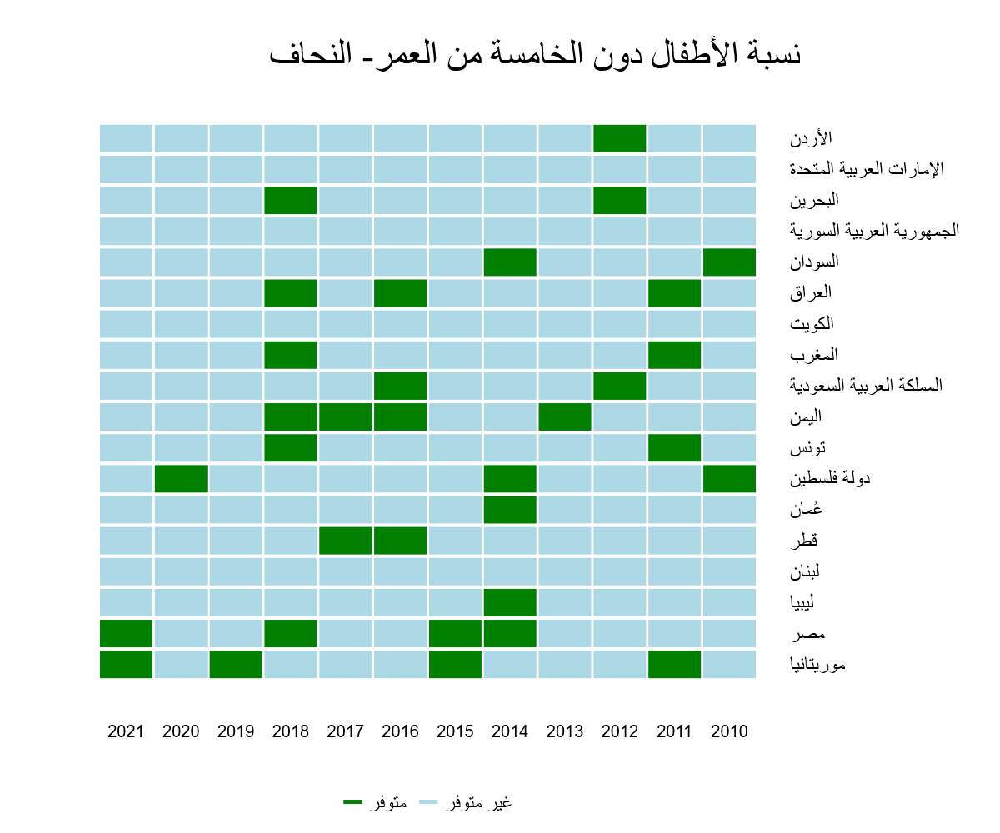 نسبة الأطفال دون الخامسة من العمر- النحاف
الأردن
الإمارات العربية المتحدة
البحرين
الجمهورية العربية السورية
السودان
العراق
الكويت
المغرب
المملكة العربية السعودية
اليمن
تونس
دولة فلسطين
عُمان
قطر
لبنان
ليبيا
مصر
موريتانيا
2021 2020 2019 2018 2017 2016 2015 2014 2013 2012 2011 2010
متوفر غير متوفر